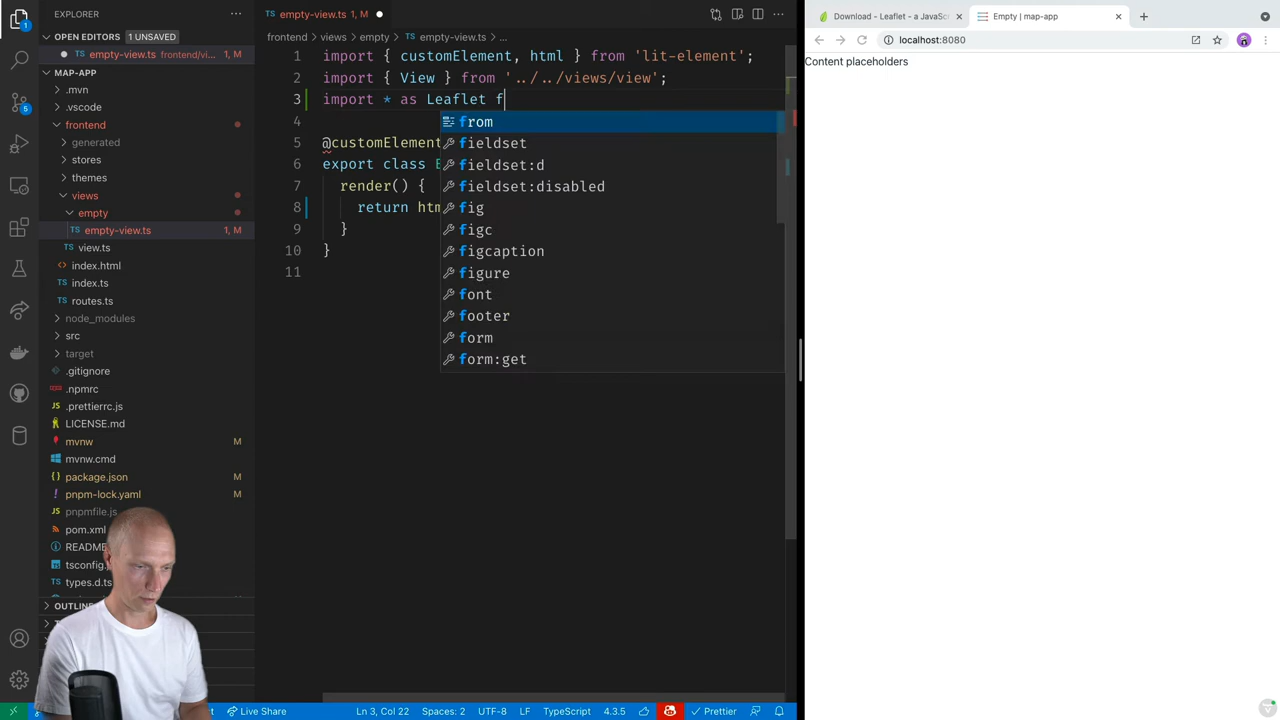 EXPLORER
OPEN EDITORS 1 UNSAVED
empty-view.ts frontend/vi... 1, M
MAP-APP
.mvn
.vscode
frontend
generated
stores
themes
views
empty
empty-view.ts 1, M
view.ts
index.html
TS index.ts
TS routes.ts
node_modules
src
target
.gitignore
.npmrc
.prettierrc.js
LICENSE.md
mvnw M
mvnw.cmd
package.json M
pnpm-lock.yaml M
pnpmfile.js
pom.xml
README
tsconfig.
types.d.ts
OUTLIN
empty-view.ts 1, M
frontend > views > empty > TS empty-view.ts > ...
1 import { customElement, html } from 'lit-element';
2 import { View } from '../../views/view';
3 import * as Leaflet f
4
5 @customElement
6 export class E
7 render() {
8 return htm
9 }
10 }
11
from
fieldset
fieldset:d
fieldset:disabled
fig
figc
figcaption
figure
font
footer
form
form:get
Live Share Ln 3, Col 22 Spaces: 2 UTF-8 LF TypeScript 4.3.5 Prettier
Download - Leaflet - a JavaSc
Empty | map-app
localhost:8080
Content placeholders